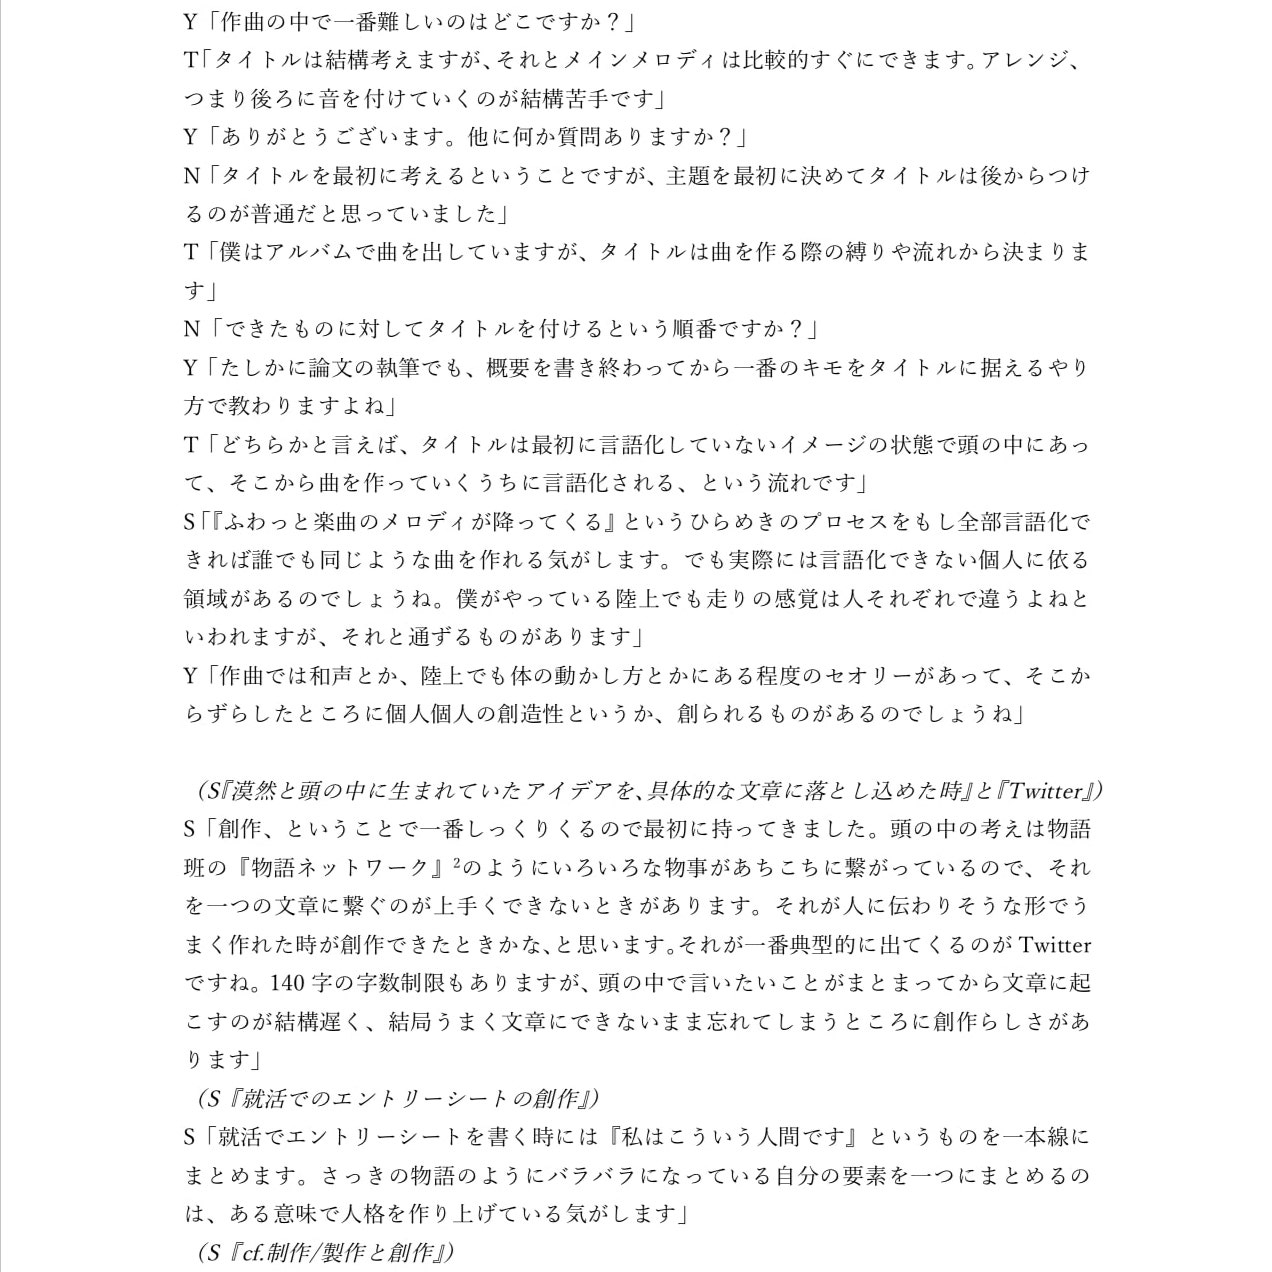 Y「作曲の中で一番難しいのはどこですか？」
T「タイトルは結構考えますが、それとメインメロディは比較的すぐにできます。アレンジ、
つまり後ろに音を付けていくのが結構苦手です」
Y「ありがとうございます。他に何か質問ありますか？」
N「タイトルを最初に考えるということですが、主題を最初に決めてタイトルは後からつけ
るのが普通だと思っていました」
T「僕はアルバムで曲を出していますが、タイトルは曲を作る際の縛りや流れから決まりま
す」
N「できたものに対してタイトルを付けるという順番ですか？」
Y「たしかに論文の執筆でも、概要を書き終わってから一番のキモをタイトルに据えるやり
方で教わりますよね」
T「どちらかと言えば、タイトルは最初に言語化していないイメージの状態で頭の中にあっ
て、そこから曲を作っていくうちに言語化される、という流れです」
S「『ふわっと楽曲のメロディが降ってくる』というひらめきのプロセスをもし全部言語化で
きれば誰でも同じような曲を作れる気がします。でも実際には言語化できない個人に依る
領域があるのでしょうね。僕がやっている陸上でも走りの感覚は人それぞれで違うよねと
いわれますが、それと通ずるものがあります」
Y「作曲では和声とか、陸上でも体の動かし方とかにある程度のセオリーがあって、そこか
らずらしたところに個人個人の創造性というか、創られるものがあるのでしょうね」
（S『漠然と頭の中に生まれていたアイデアを、具体的な文章に落とし込めた時』と『Twitter』）
S「創作、ということで一番しっくりくるので最初に持ってきました。頭の中の考えは物語
班の『物語ネットワーク』²のようにいろいろな物事があちこちに繋がっているので、それ
を一つの文章に繋ぐのが上手くできないときがあります。それが人に伝わりそうな形でう
まく作れた時が創作できたときかな、と思います。それが一番典型的に出てくるのが Twitter
ですね。140 字の字数制限もありますが、頭の中で言いたいことがまとまってから文章に起
こすのが結構遅く、結局うまく文章にできないまま忘れてしまうところに創作らしさがあ
ります」
（S『就活でのエントリーシートの創作』）
S「就活でエントリーシートを書く時には『私はこういう人間です』というものを一本線に
まとめます。さっきの物語のようにバラバラになっている自分の要素を一つにまとめるの
は、ある意味で人格を作り上げている気がします」
（S『cf.制作/製作と創作』）